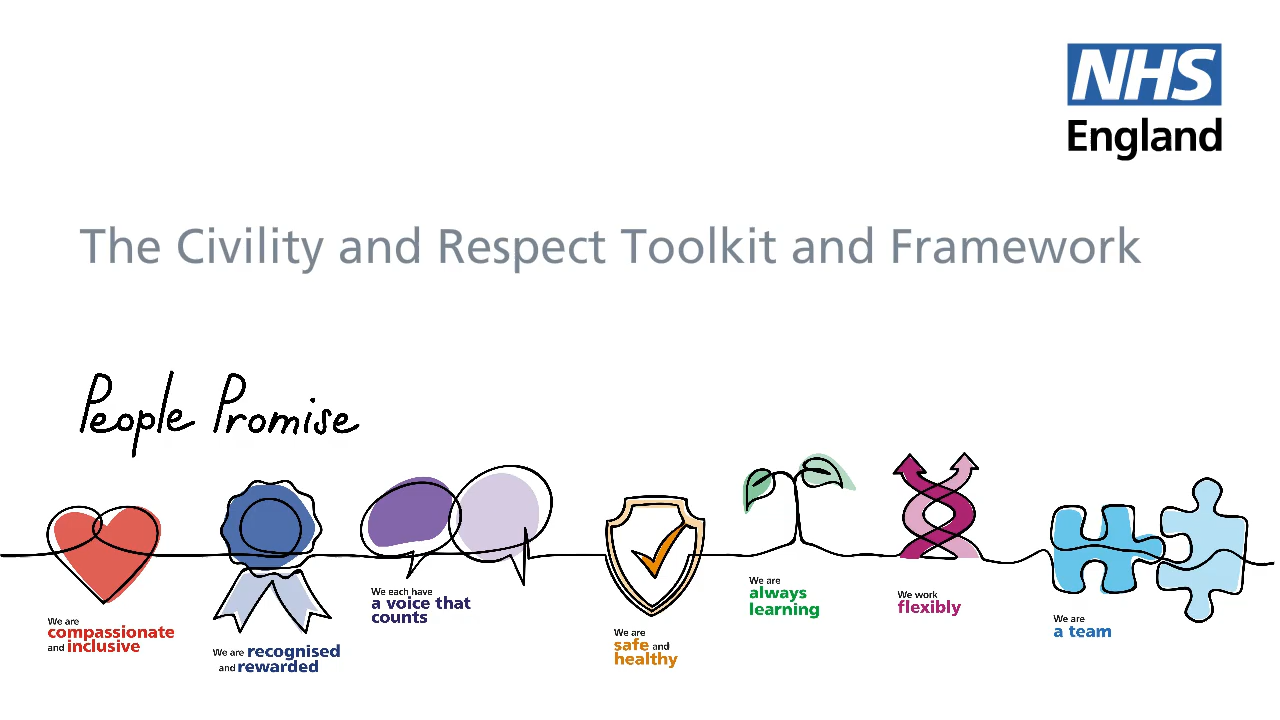 NHS
England
The Civility and Respect Toolkit and Framework
People Promise
We are
compassionate
and inclusive
We are recognised
and rewarded
We each have
a voice that
counts
We are
safe and
healthy
We are
always
learning
We work
flexibly
We are
a team